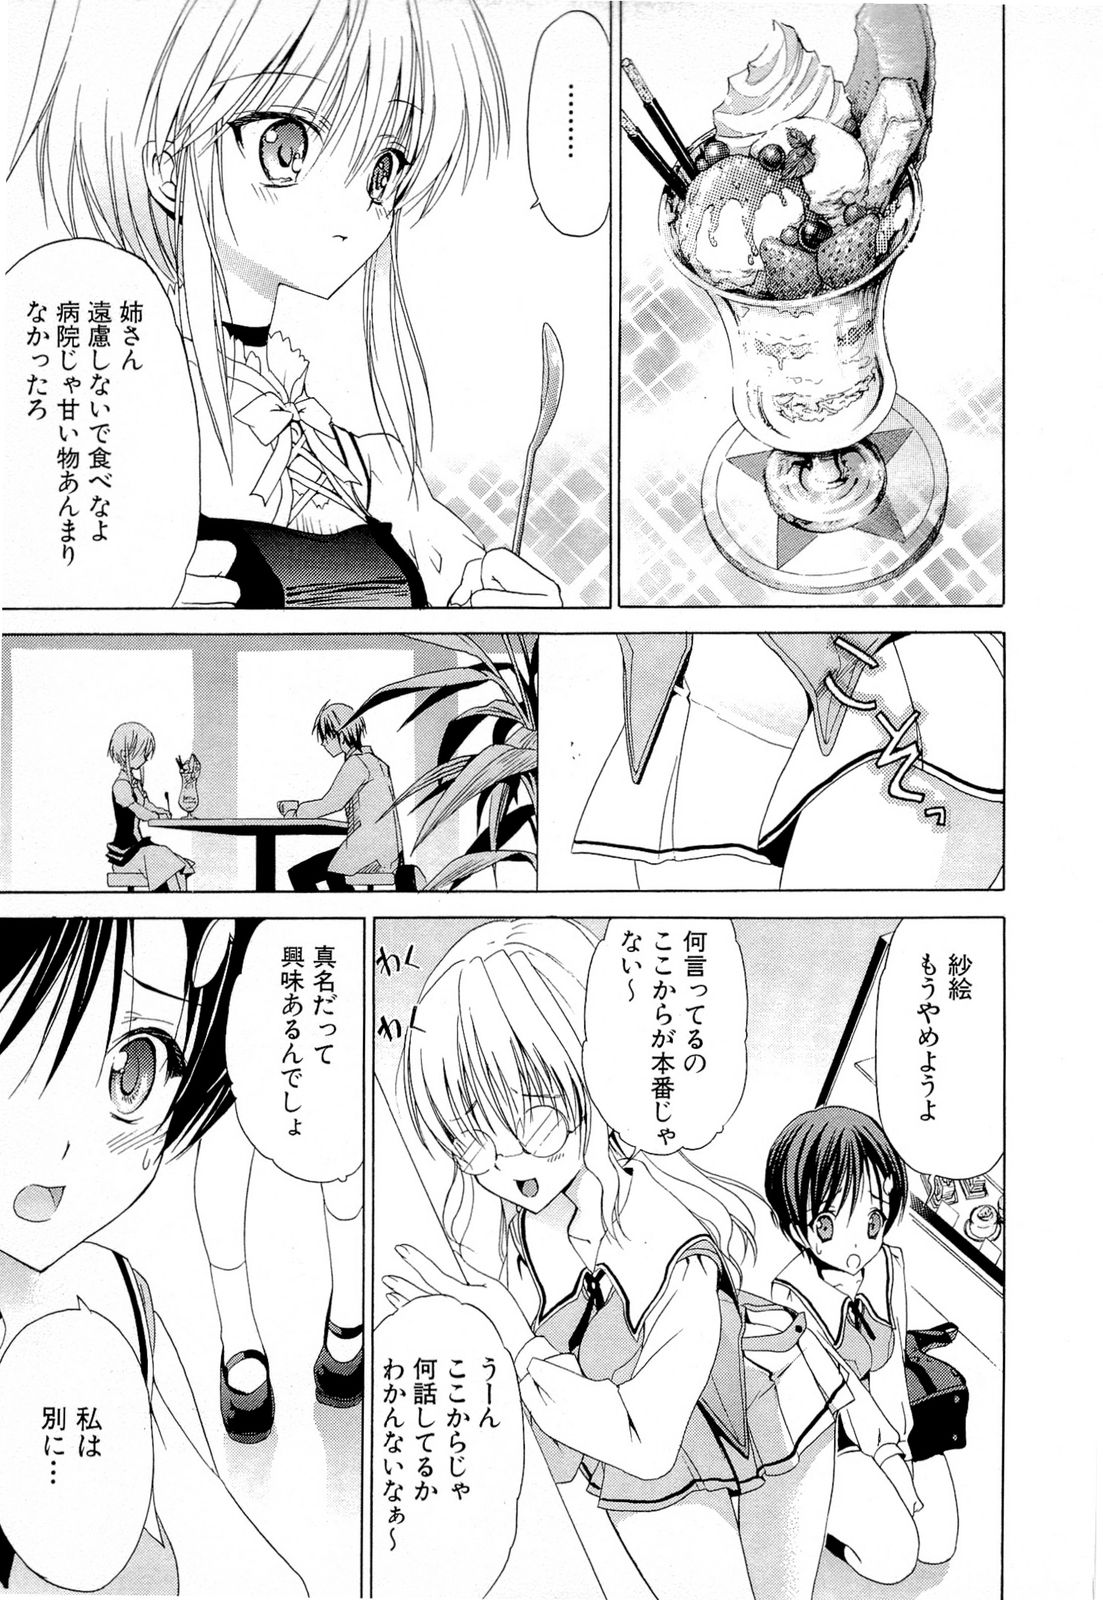 ………
姉さん
遠慮しないで食べなよ
病院じゃ甘い物あんまり
なかったろ
こそっ
紗絵
もうやめようよ
何言ってるの
ここからが本番じゃ
ない～
わく
わく
うーん
ここからじゃ
何話してるか
わかんないなぁ～
真名だって
興味あるんでしょ
私は
別に…